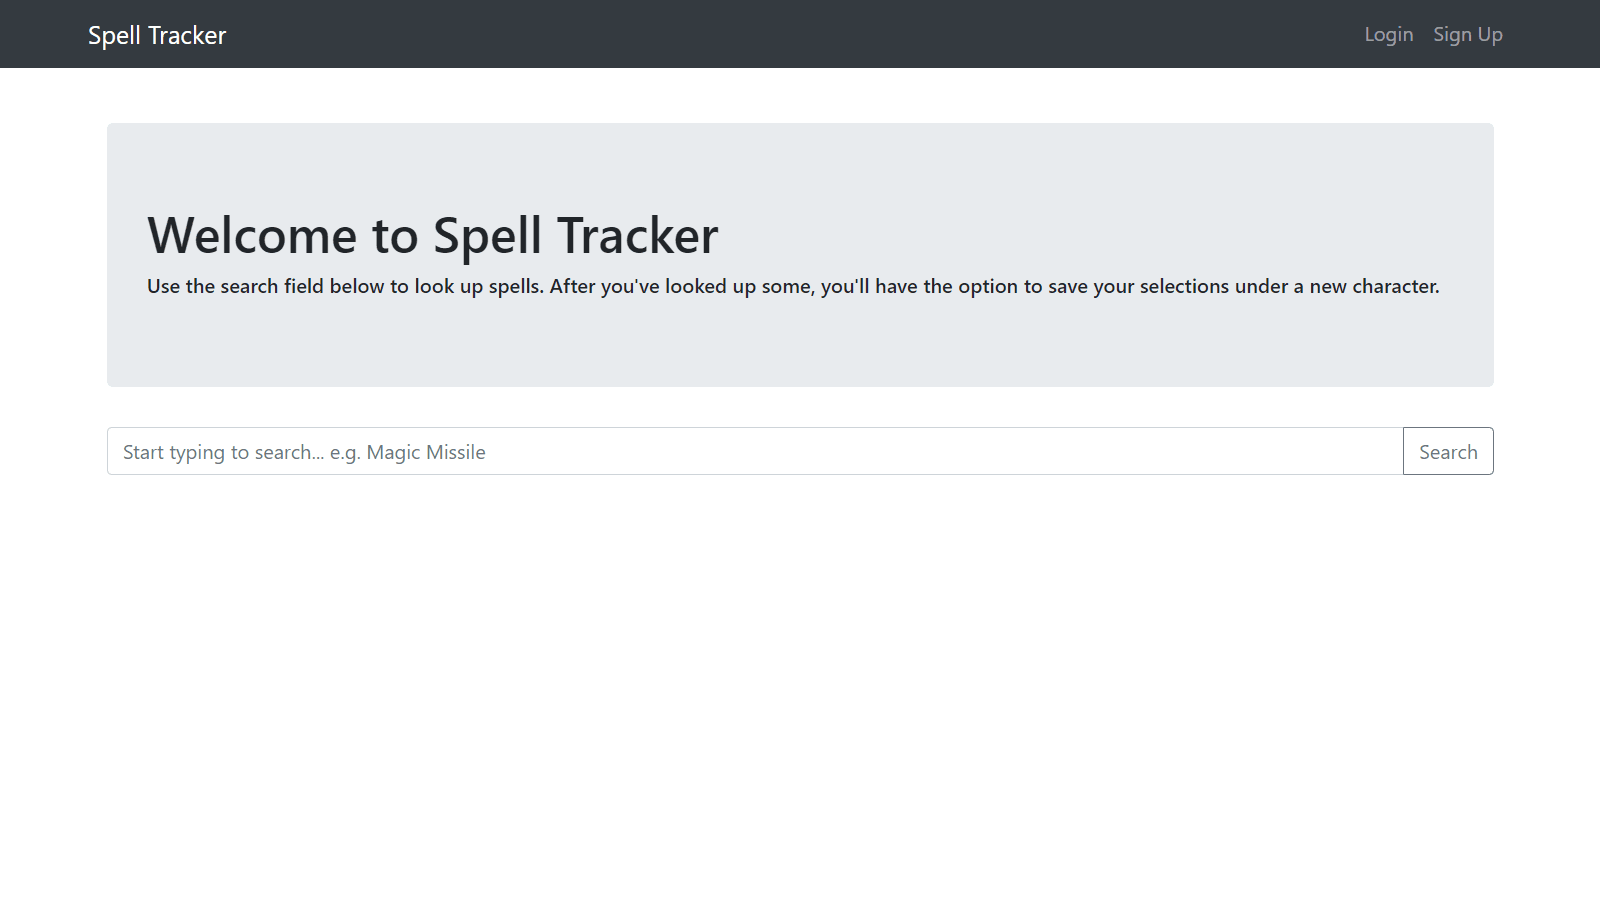 Spell Tracker
Login
Sign Up
Welcome to Spell Tracker
Use the search field below to look up spells. After you've looked up some, you'll have the option to save your selections under a new character.
Start typing to search... e.g. Magic Missile
Search